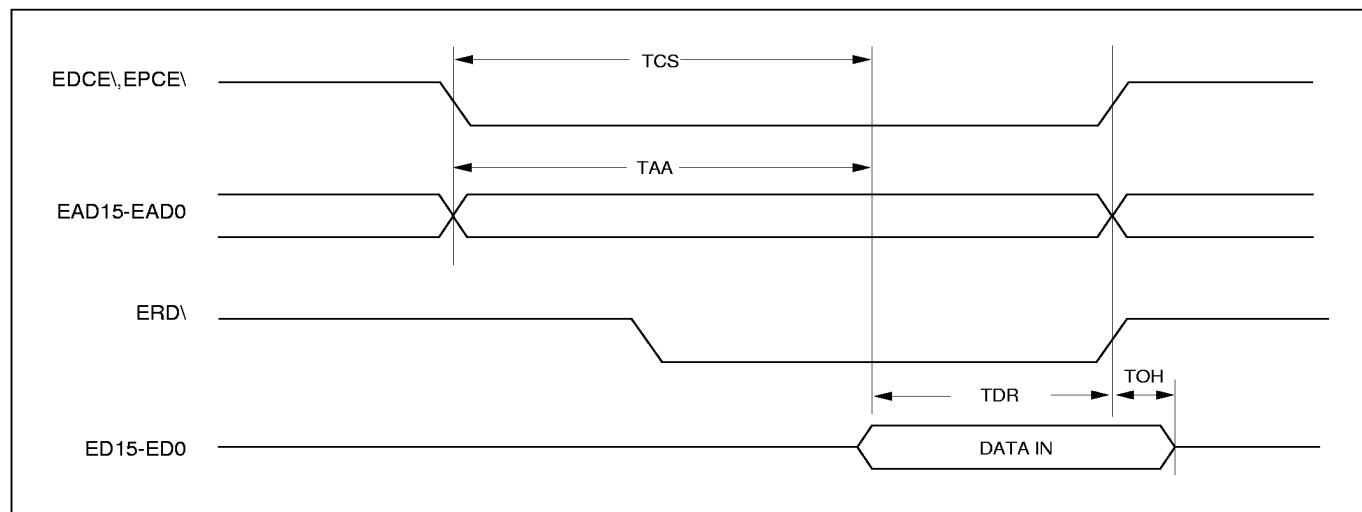 TCS
EDCE\,EPCE\
TAA
EAD15-EAD0
ERD\
TDR
TOH
ED15-ED0
DATA IN